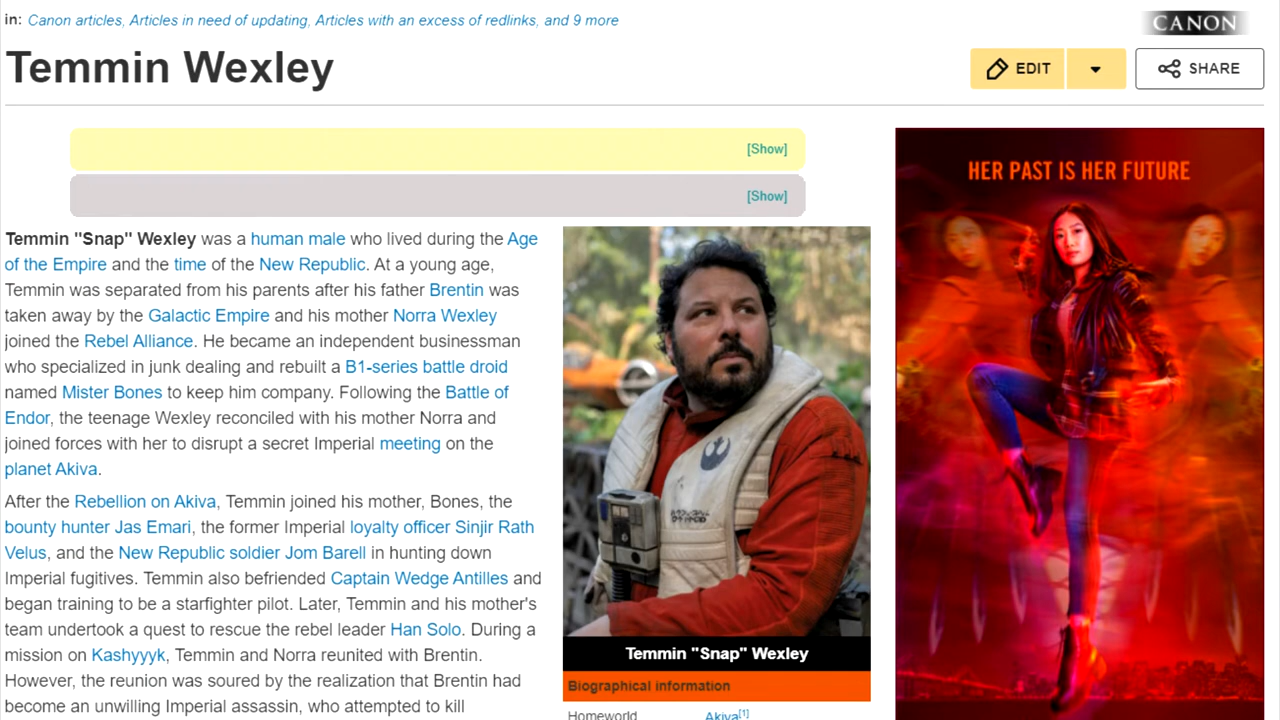 in: Canon articles, Articles in need of updating, Articles with an excess of redlinks, and 9 more
CANON
Temmin Wexley
EDIT
SHARE
[Show]
[Show]
HER PAST IS HER FUTURE
Temmin "Snap" Wexley was a human male who lived during the Age
of the Empire and the time of the New Republic. At a young age,
Temmin was separated from his parents after his father Brentin was
taken away by the Galactic Empire and his mother Norra Wexley
joined the Rebel Alliance. He became an independent businessman
who specialized in junk dealing and rebuilt a B1-series battle droid
named Mister Bones to keep him company. Following the Battle of
Endor, the teenage Wexley reconciled with his mother Norra and
joined forces with her to disrupt a secret Imperial meeting on the
planet Akiva.
After the Rebellion on Akiva, Temmin joined his mother, Bones, the
bounty hunter Jas Emari, the former Imperial loyalty officer Sinjir Rath
Velus, and the New Republic soldier Jom Barell in hunting down
Imperial fugitives. Temmin also befriended Captain Wedge Antilles and
began training to be a starfighter pilot. Later, Temmin and his mother's
team undertook a quest to rescue the rebel leader Han Solo. During a
mission on Kashyyyk, Temmin and Norra reunited with Brentin.
However, the reunion was soured by the realization that Brentin had
become an unwilling Imperial assassin, who attempted to kill
Temmin "Snap" Wexley
Biographical information
Homeworld Akiva[1]